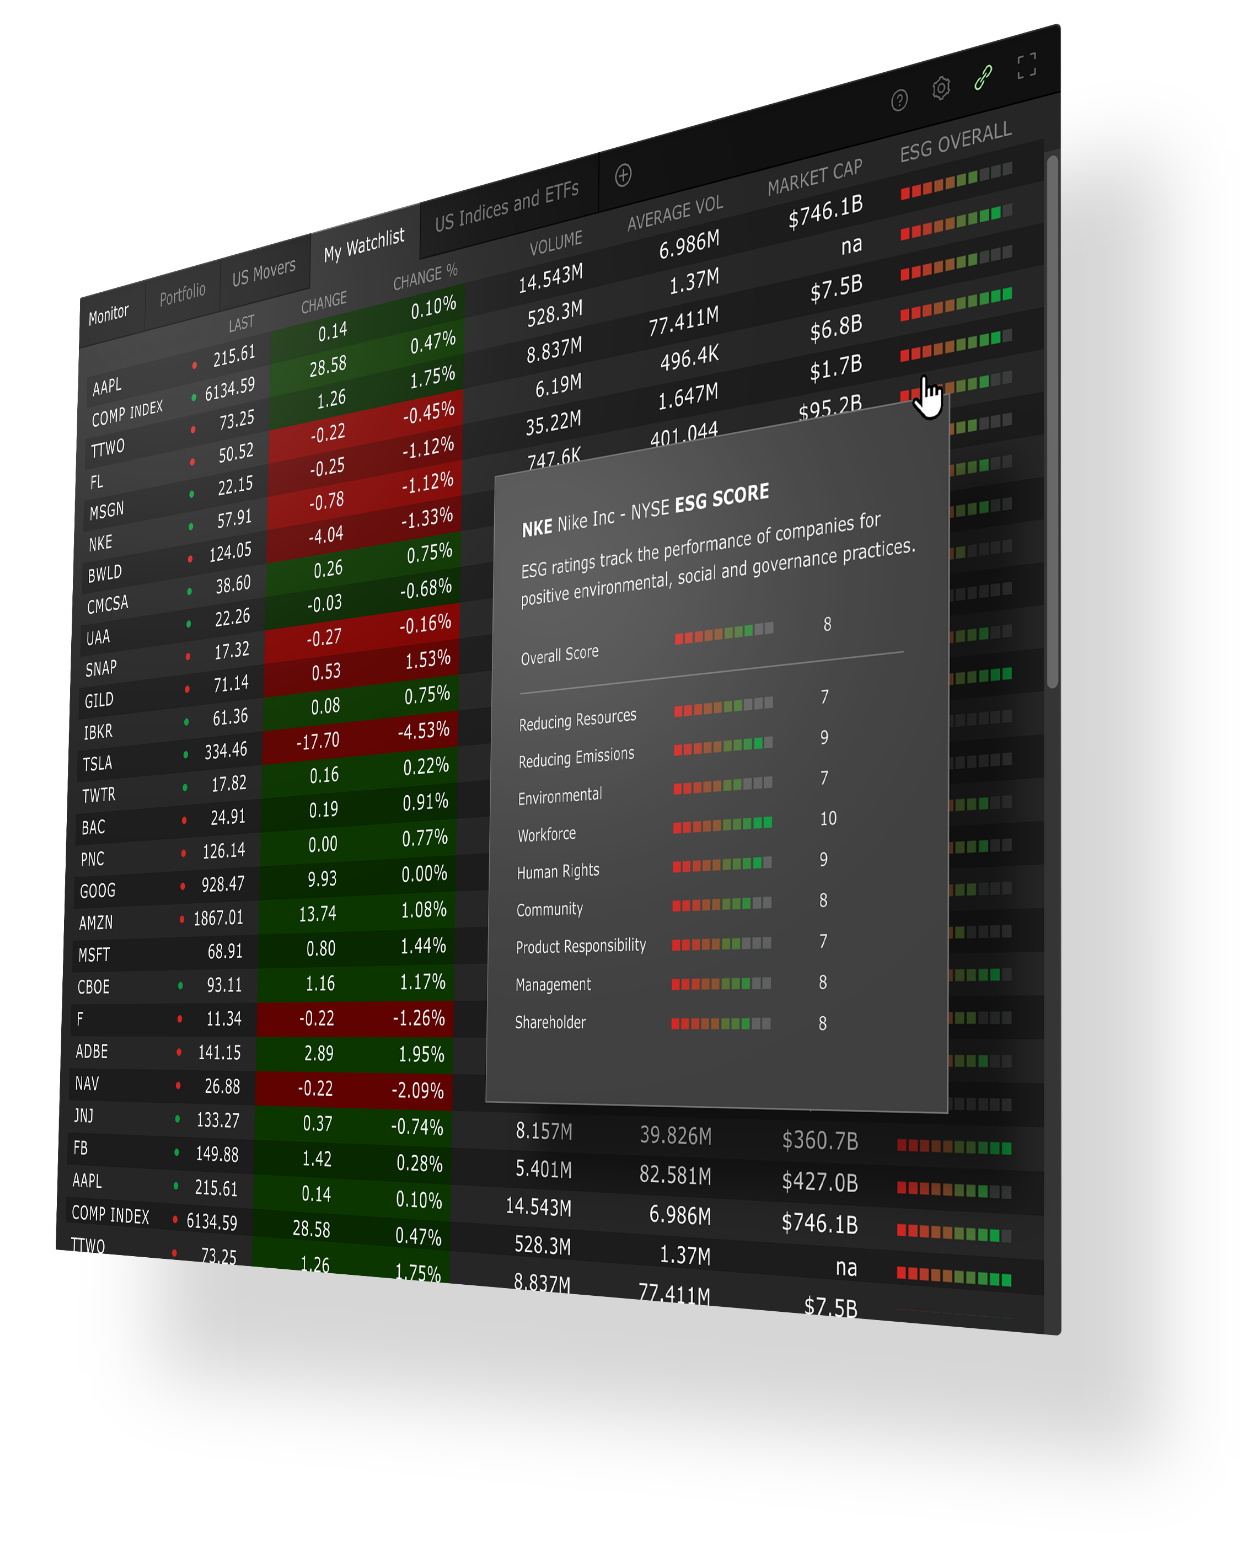 Monitor Portfolio US Movers My Watchlist US Indices and ETFs
LAST CHANGE CHANGE % VOLUME AVERAGE VOL MARKET CAP ESG OVERALL
AAPL 215.61 0.14 0.10% 14.543M 6.986M $746.1B
COMP INDEX 6134.59 28.58 0.47% 528.3M 1.37M na
TTWO 73.25 1.26 1.75% 8.837M 77.411M $7.5B
FL 50.52 -0.22 -0.45% 6.19M 496.4K $6.8B
MSGN 22.15 -0.25 -1.12% 35.22M 1.647M $1.7B
NKE 57.91 -0.78 -1.12% 747.6K 401.044 $95.2B
BWLD 124.05 -4.04 -1.33%
CMCSA 38.60 0.26 0.75%
UAA 22.26 -0.03 -0.68%
SNAP 17.32 -0.27 -0.16%
GILD 71.14 0.53 1.53%
IBKR 61.36 0.08 0.75%
TSLA 334.46 -17.70 -4.53%
TWTR 17.82 0.16 0.22%
BAC 24.91 0.19 0.91%
PNC 126.14 0.00 0.77%
GOOG 928.47 9.93 0.00%
AMZN 1867.01 13.74 1.08%
MSFT 68.91 0.80 1.44%
CBOE 93.11 1.16 1.17%
F 11.34 -0.22 -1.26%
ADBE 141.15 2.89 1.95%
NAV 26.88 -0.22 -2.09%
JNJ 133.27 0.37 -0.74% 8.157M 39.826M $360.7B
FB 149.88 1.42 0.28% 5.401M 82.581M $427.0B
AAPL 215.61 0.14 0.10% 14.543M 6.986M $746.1B
COMP INDEX 6134.59 28.58 0.47% 528.3M 1.37M na
TTWO 73.25 1.26 1.75% 8.837M 77.411M $7.5B
NKE Nike Inc - NYSE ESG SCORE
ESG ratings track the performance of companies for
positive environmental, social and governance practices.
Overall Score 8
Reducing Resources 7
Reducing Emissions 9
Environmental 7
Workforce 10
Human Rights 9
Community 8
Product Responsibility 7
Management 8
Shareholder 8